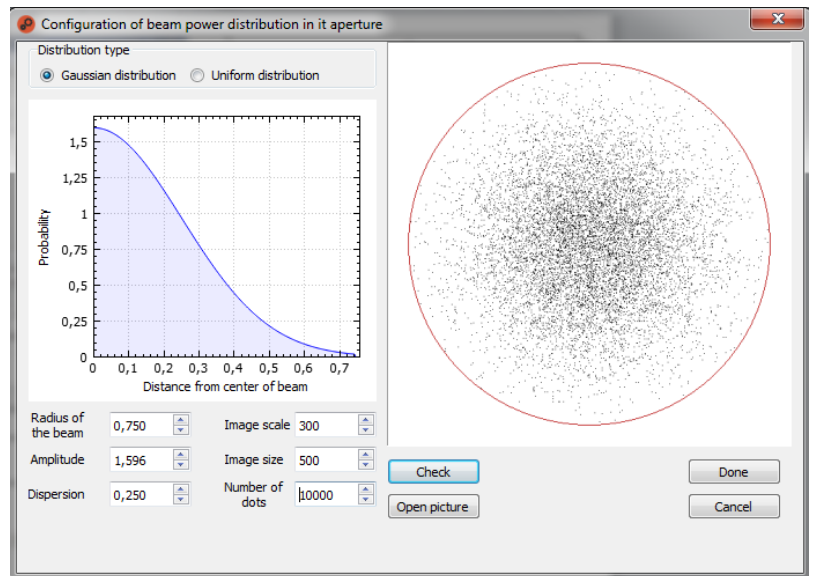 Configuration of beam power distribution in it aperture
Distribution type
Gaussian distribution
Uniform distribution
1,5
1,25
1
0,75
0,5
0,25
0
Probability
0 0,1 0,2 0,3 0,4 0,5 0,6 0,7
Distance from center of beam
Radius of
the beam
0,750
Image scale
300
Amplitude
1,596
Image size
500
Dispersion
0,250
Number of
dots
10000
Check
Done
Open picture
Cancel